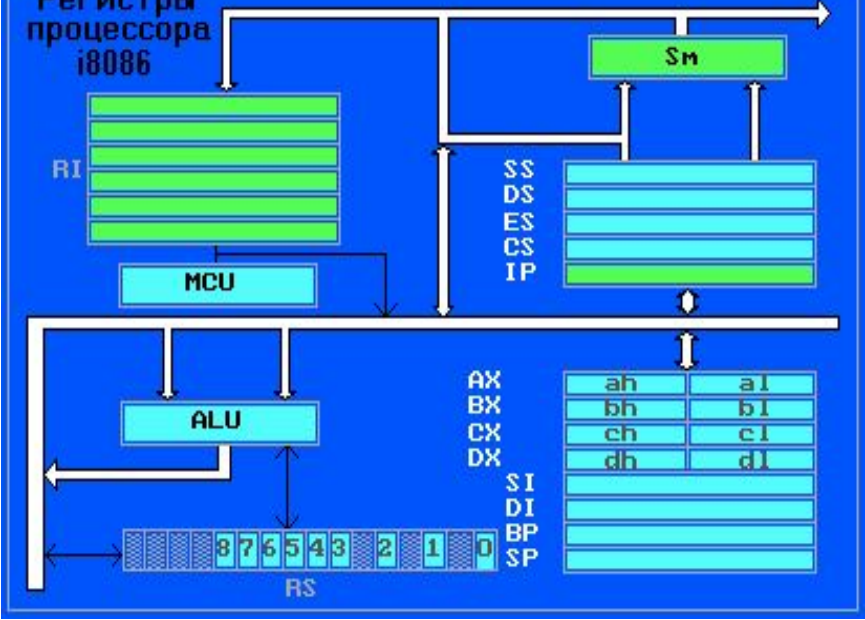 Регистры
процессора
i8086
Sм
RI
SS
DS
ES
CS
IP
MCU
ALU
AX ah al
BX bh bl
CX ch cl
DX dh dl
SI
DI
BP
SP
8 7 6 5 4 3 2 1 0
RS